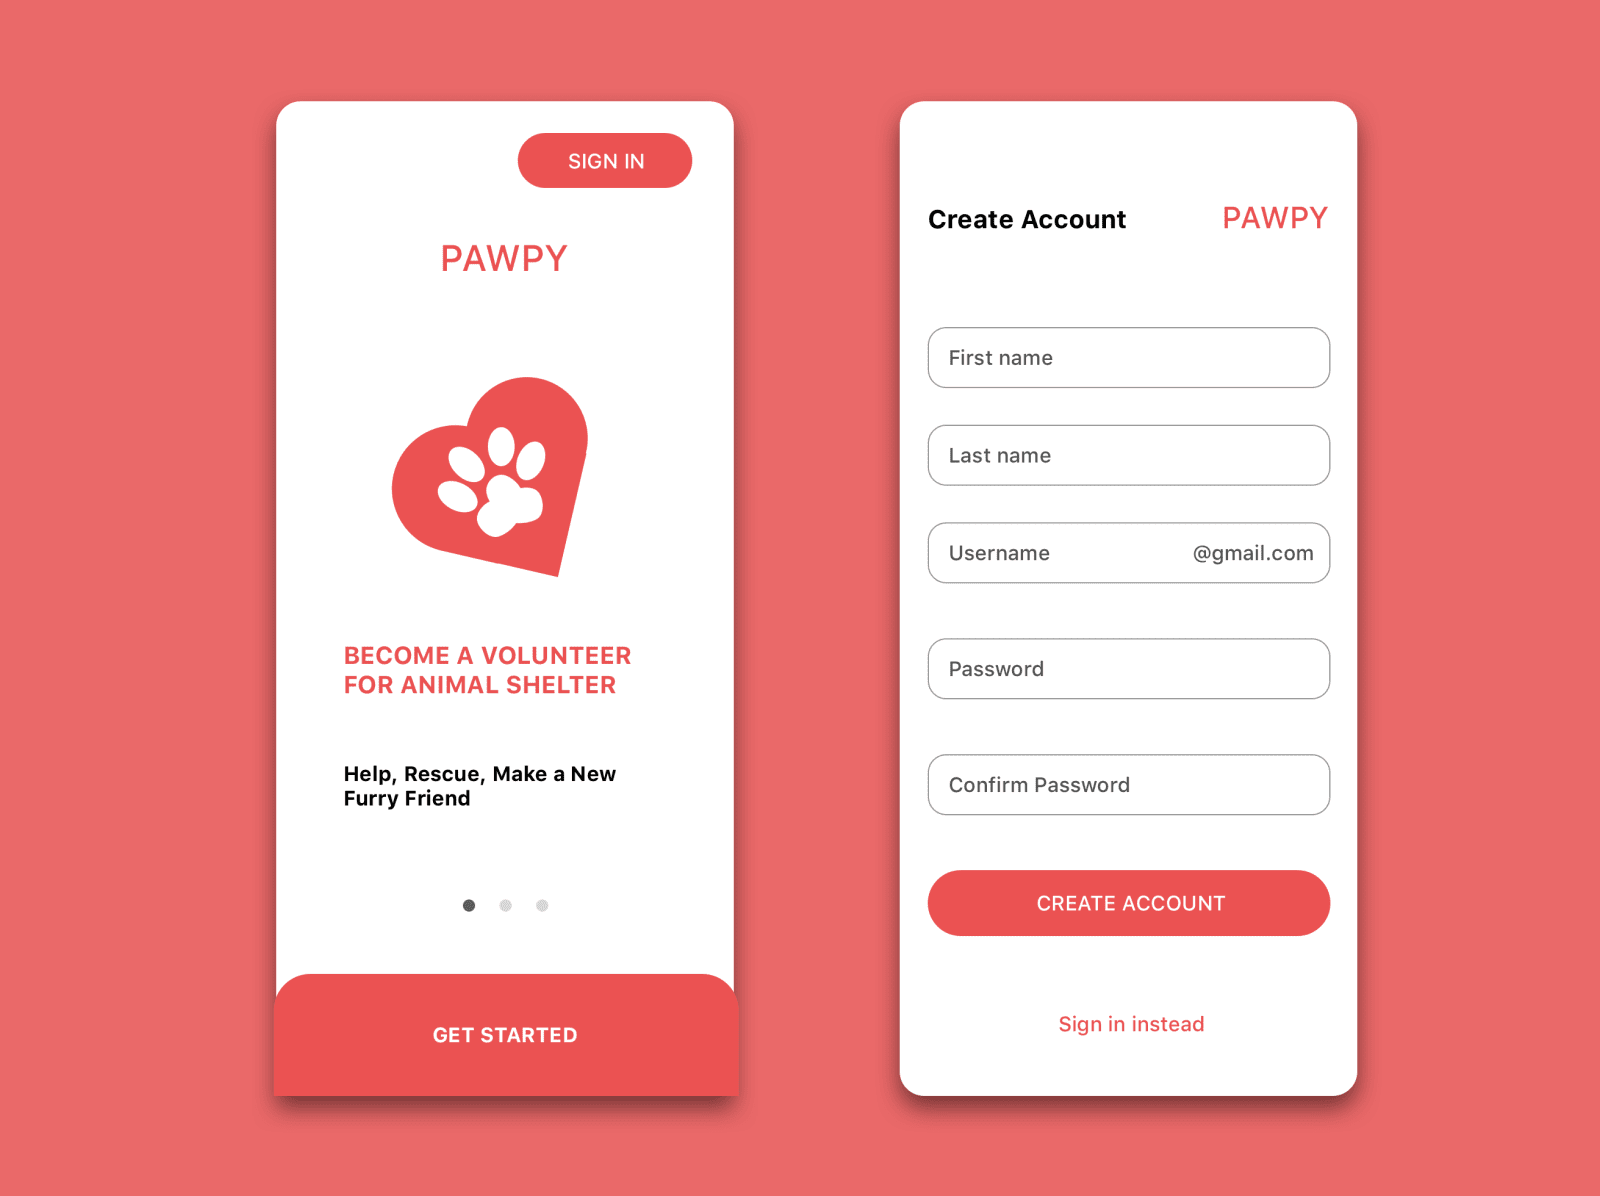 SIGN IN
PAWPY
BECOME A VOLUNTEER
FOR ANIMAL SHELTER
Help, Rescue, Make a New
Furry Friend
GET STARTED
Create Account
PAWPY
First name
Last name
Username @gmail.com
Password
Confirm Password
CREATE ACCOUNT
Sign in instead